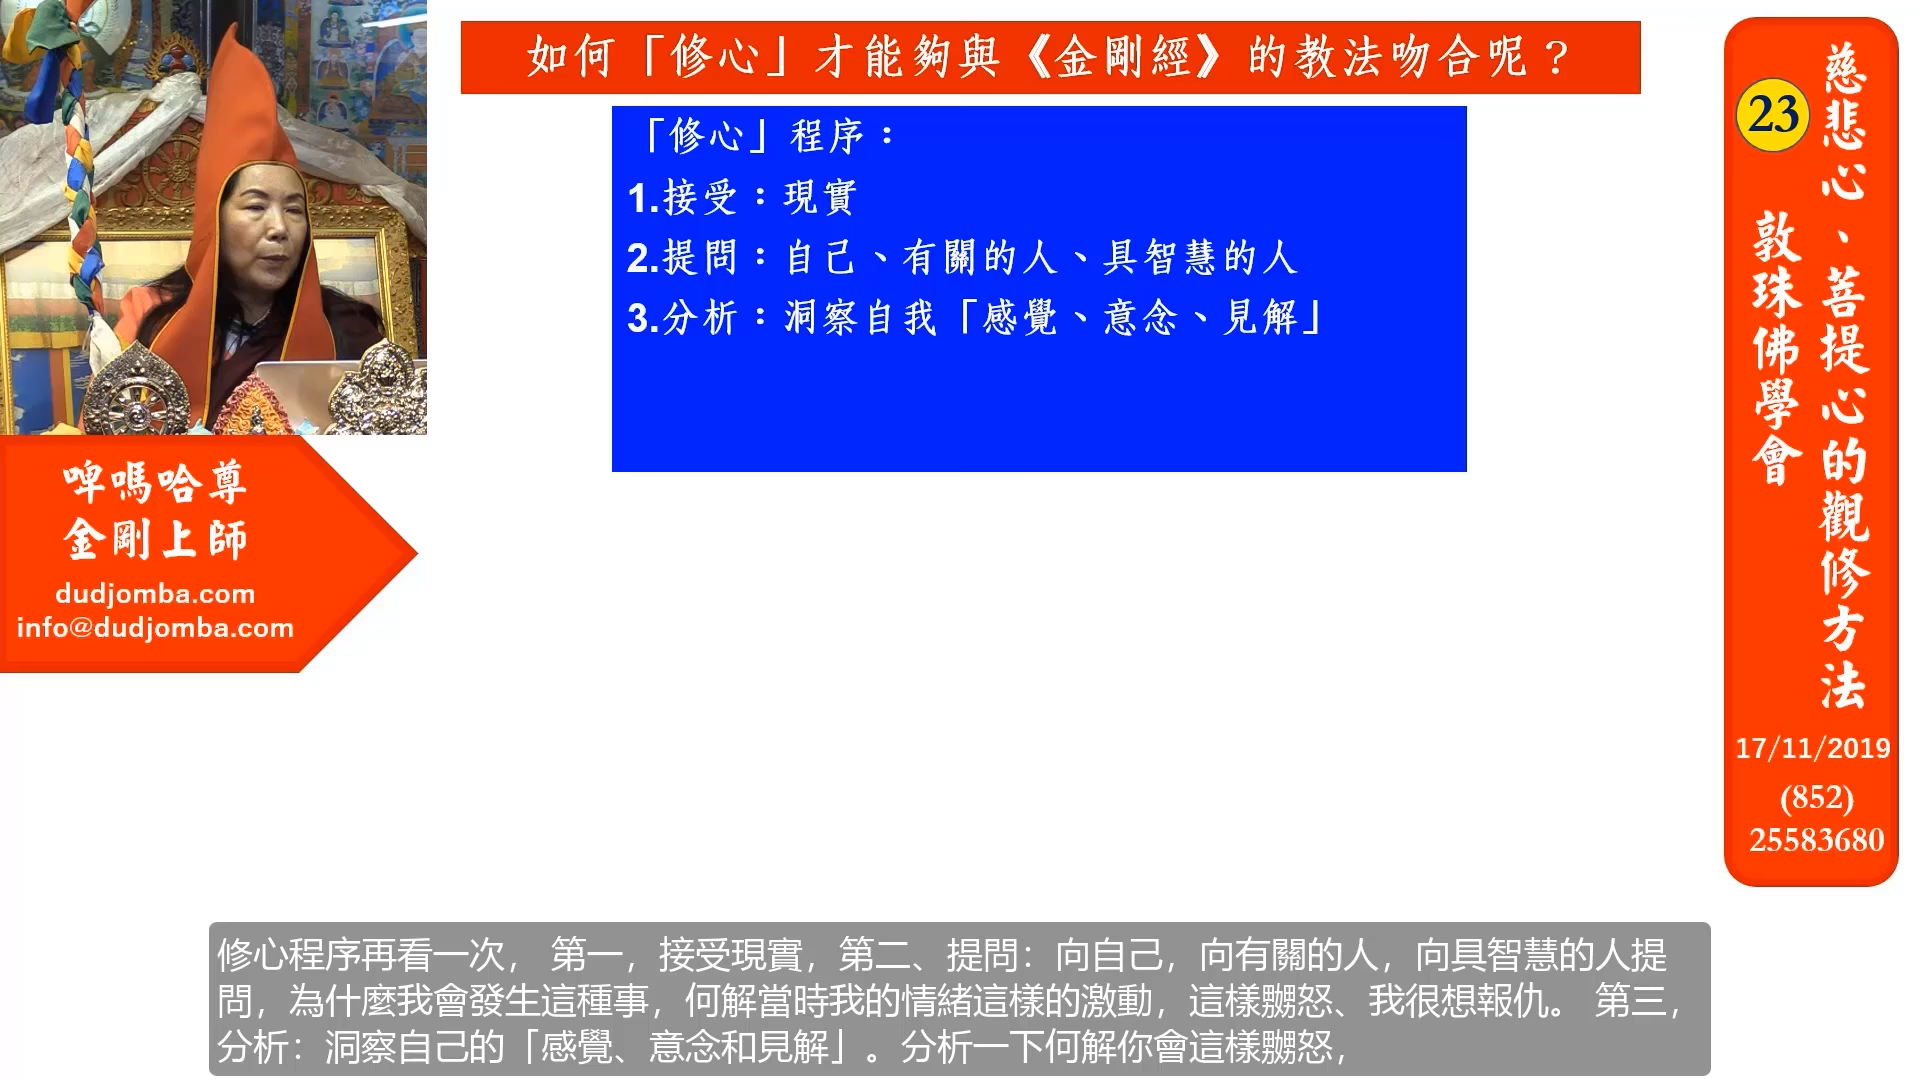 如何「修心」才能夠與《金剛經》的教法吻合呢？
「修心」程序：
1.接受：現實
2.提問：自己、有關的人、具智慧的人
3.分析：洞察自我「感覺、意念、見解」
啤嗎哈尊
金剛上師
dudjomba.com
info@dudjomba.com
慈悲心、菩提心的觀修方法
23
敦珠佛學會
17/11/2019
(852)
25583680
修心程序再看一次， 第一，接受現實，第二、提問：向自己，向有關的人，向具智慧的人提
問，為什麼我會發生這種事，何解當時我的情緒這樣的激動，這樣嬲怒、我很想報仇。 第三，
分析：洞察自己的「感覺、意念和見解」。分析一下何解你會這樣嬲怒，